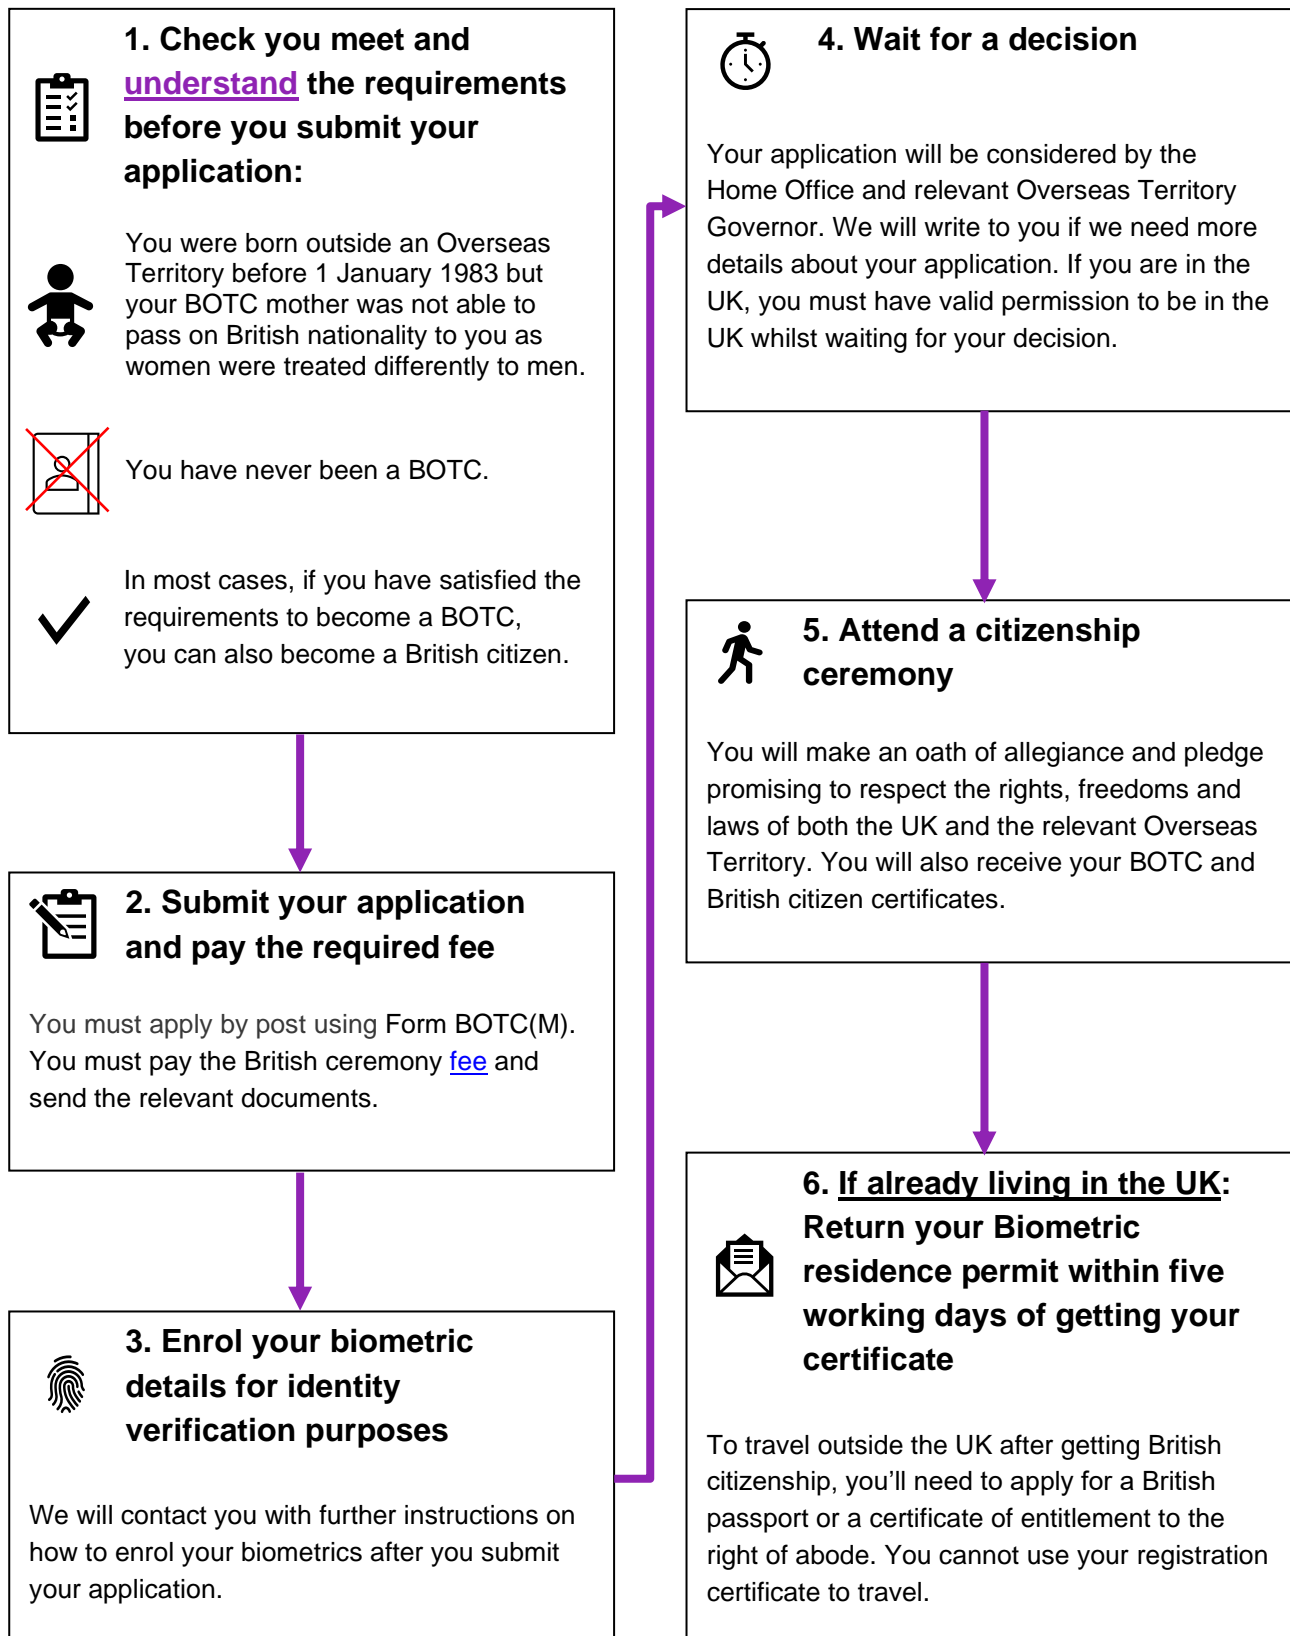 1. Check you meet and
understand the requirements
before you submit your
application:
You were born outside an Overseas
Territory before 1 January 1983 but
your BOTC mother was not able to
pass on British nationality to you as
women were treated differently to men.
You have never been a BOTC.
In most cases, if you have satisfied the
requirements to become a BOTC,
you can also become a British citizen.
2. Submit your application
and pay the required fee
You must apply by post using Form BOTC(M).
You must pay the British ceremony fee and
send the relevant documents.
3. Enrol your biometric
details for identity
verification purposes
We will contact you with further instructions on
how to enrol your biometrics after you submit
your application.
4. Wait for a decision
Your application will be considered by the
Home Office and relevant Overseas Territory
Governor. We will write to you if we need more
details about your application. If you are in the
UK, you must have valid permission to be in the
UK whilst waiting for your decision.
5. Attend a citizenship
ceremony
You will make an oath of allegiance and pledge
promising to respect the rights, freedoms and
laws of both the UK and the relevant Overseas
Territory. You will also receive your BOTC and
British citizen certificates.
6. If already living in the UK:
Return your Biometric
residence permit within five
working days of getting your
certificate
To travel outside the UK after getting British
citizenship, you’ll need to apply for a British
passport or a certificate of entitlement to the
right of abode. You cannot use your registration
certificate to travel.